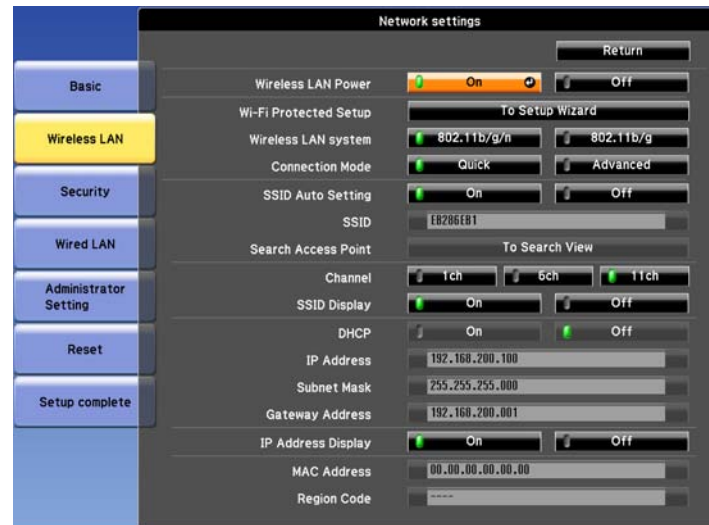 Network settings
Return
Basic
Wireless LAN
Security
Wired LAN
Administrator
Setting
Reset
Setup complete
Wireless LAN Power On Off
Wi-Fi Protected Setup To Setup Wizard
Wireless LAN system 802.11b/g/n 802.11b/g
Connection Mode Quick Advanced
SSID Auto Setting On Off
SSID EB286EB1
Search Access Point To Search View
Channel 1ch 6ch 11ch
SSID Display On Off
DHCP On Off
IP Address 192.168.200.100
Subnet Mask 255.255.255.000
Gateway Address 192.168.200.001
IP Address Display On Off
MAC Address 00.00.00.00.00.00
Region Code ----